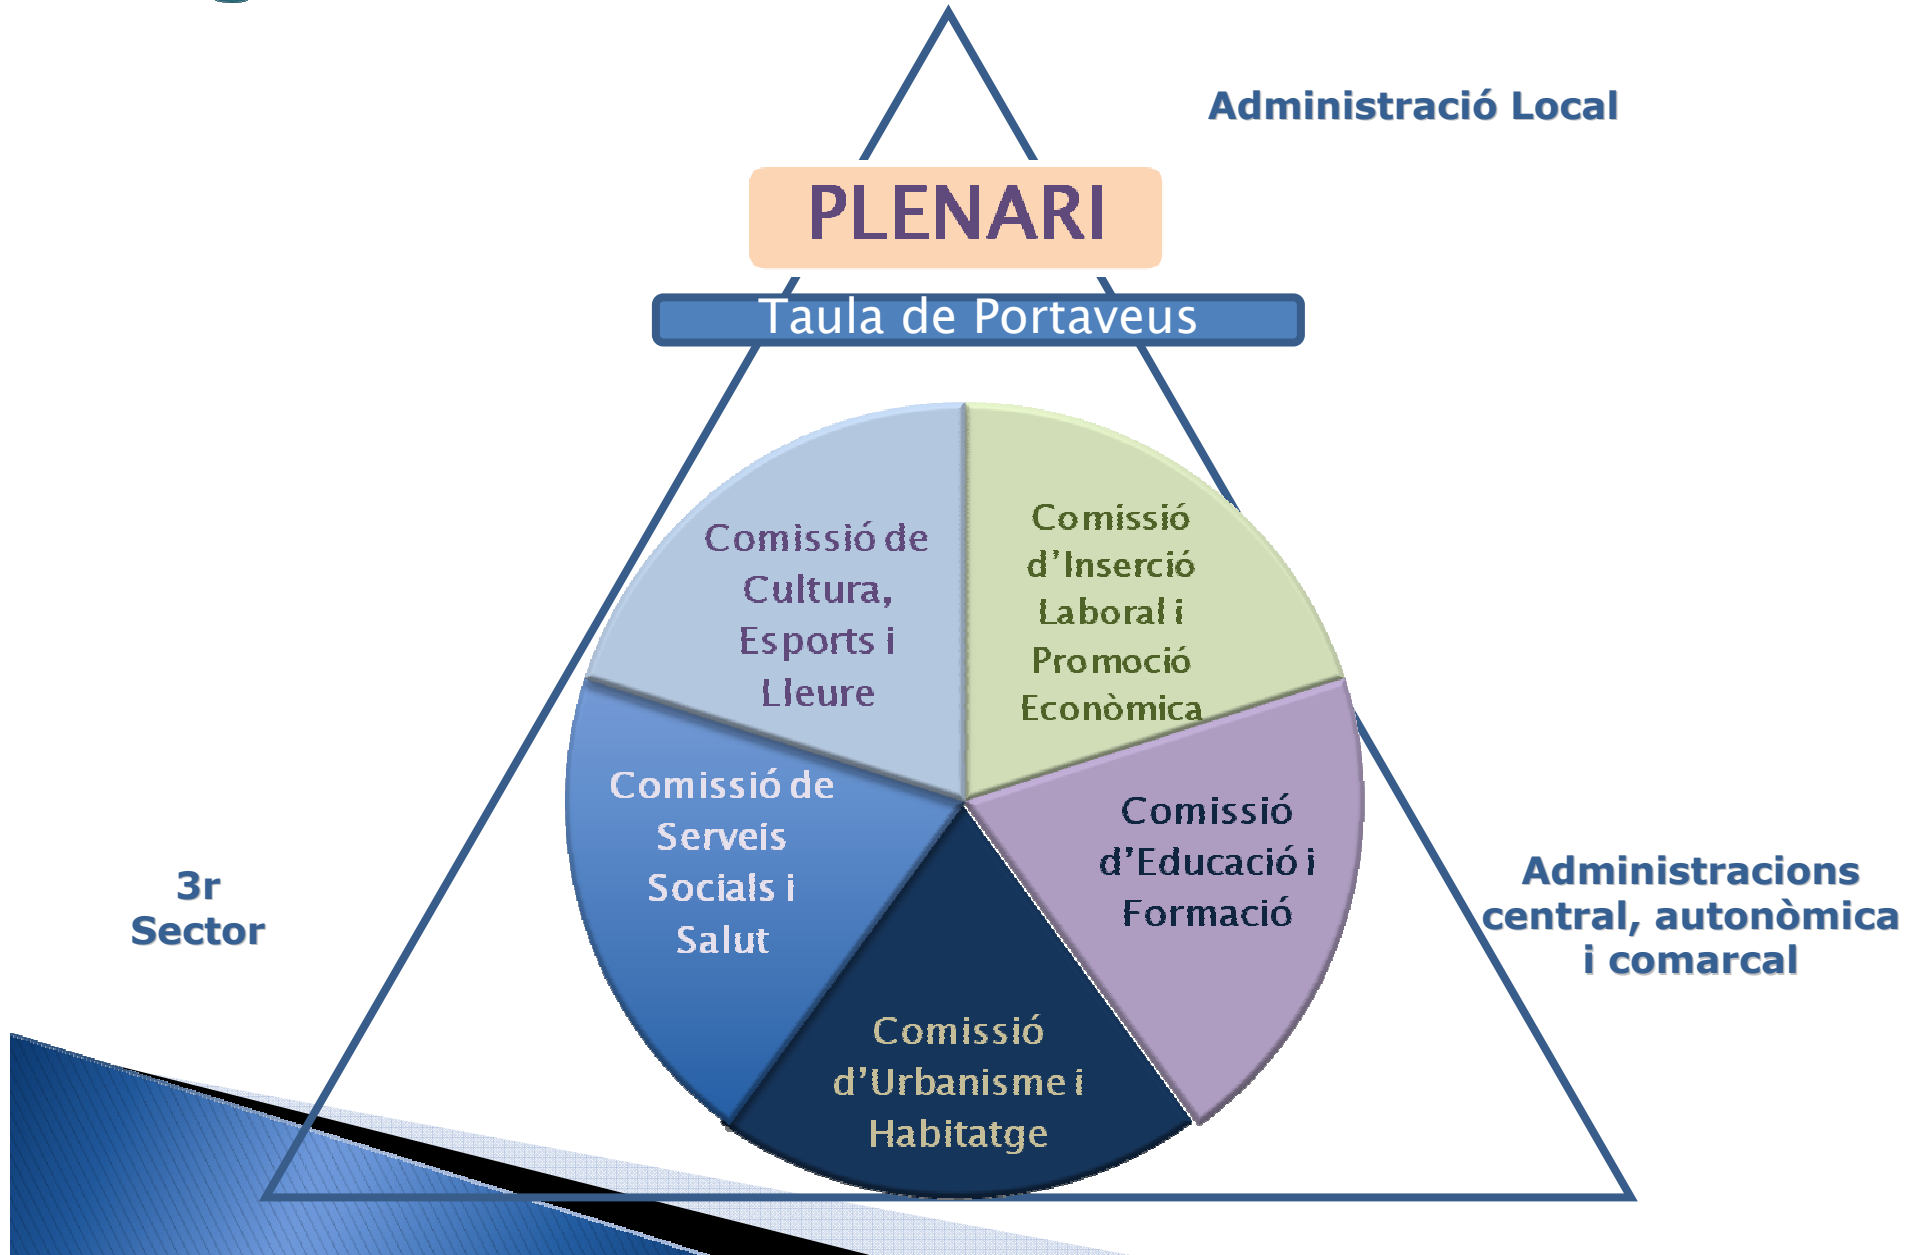 Administració Local
PLENARI
Taula de Portaveus
Comissió de
Cultura,
Esports i
Lleure
Comissió
d’Inserció
Laboral i
Promoció
Econòmica
Comissió de
Serveis
Socials i
Salut
Comissió
d’Educació i
Formació
3r
Sector
Administracions
central, autonòmica
i comarcal
Comissió
d’Urbanisme i
Habitatge